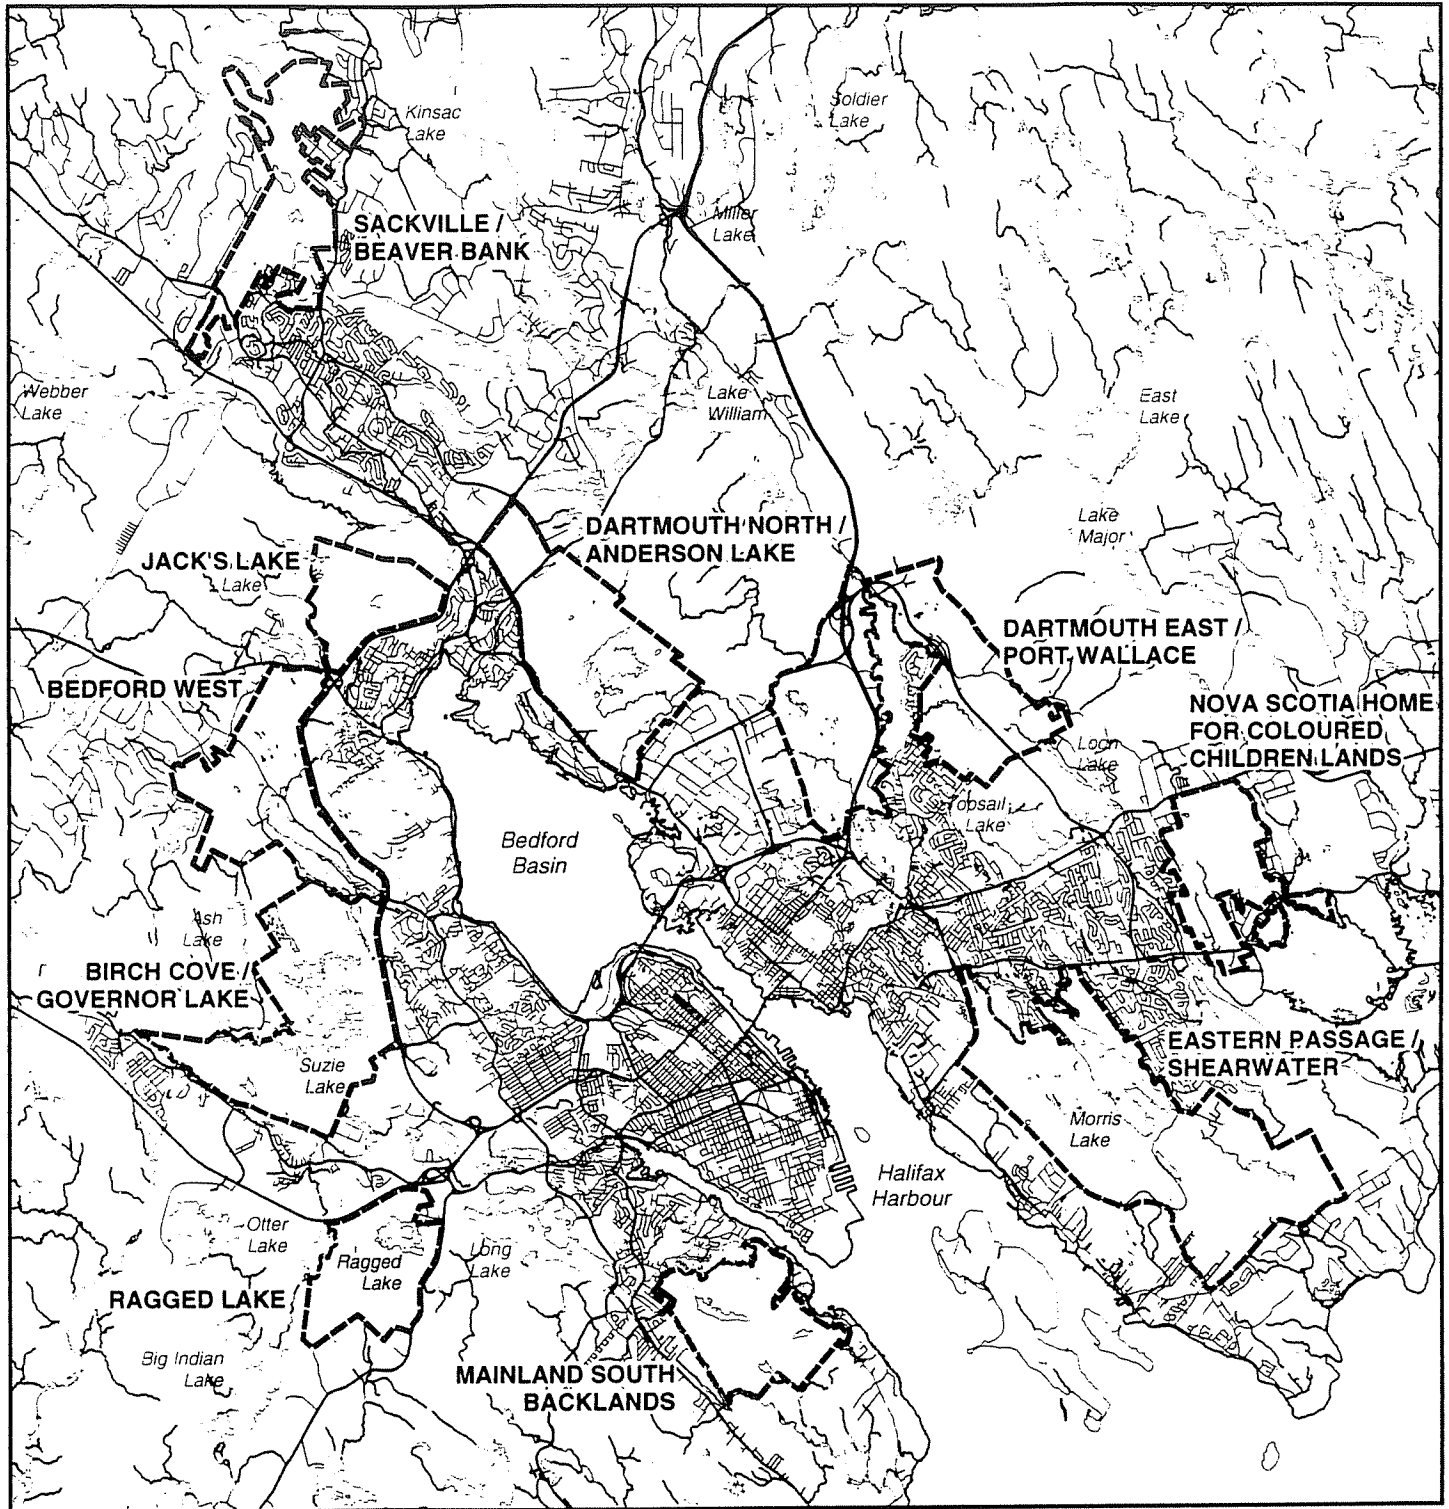 Kinsac
Lake
Soldier
Lake
SACKVILLE /
BEAVER BANK
Miller
Lake
Webber
Lake
Lake
William
East
Lake
Lake
Major
DARTMOUTH NORTH /
ANDERSON LAKE
JACK'S LAKE
Lake
DARTMOUTH EAST /
PORT WALLACE
BEDFORD WEST
NOVA SCOTIA HOME
FOR COLOURED
CHILDREN LANDS
Loon
Lake
Topsail
Lake
Bedford
Basin
Ash
Lake
BIRCH COVE /
GOVERNOR LAKE
Suzie
Lake
EASTERN PASSAGE /
SHEARWATER
Morris
Lake
Halifax
Harbour
Otter
Lake
Ragged
Lake
Long
Lake
RAGGED LAKE
Big Indian
Lake
MAINLAND SOUTH
BACKLANDS